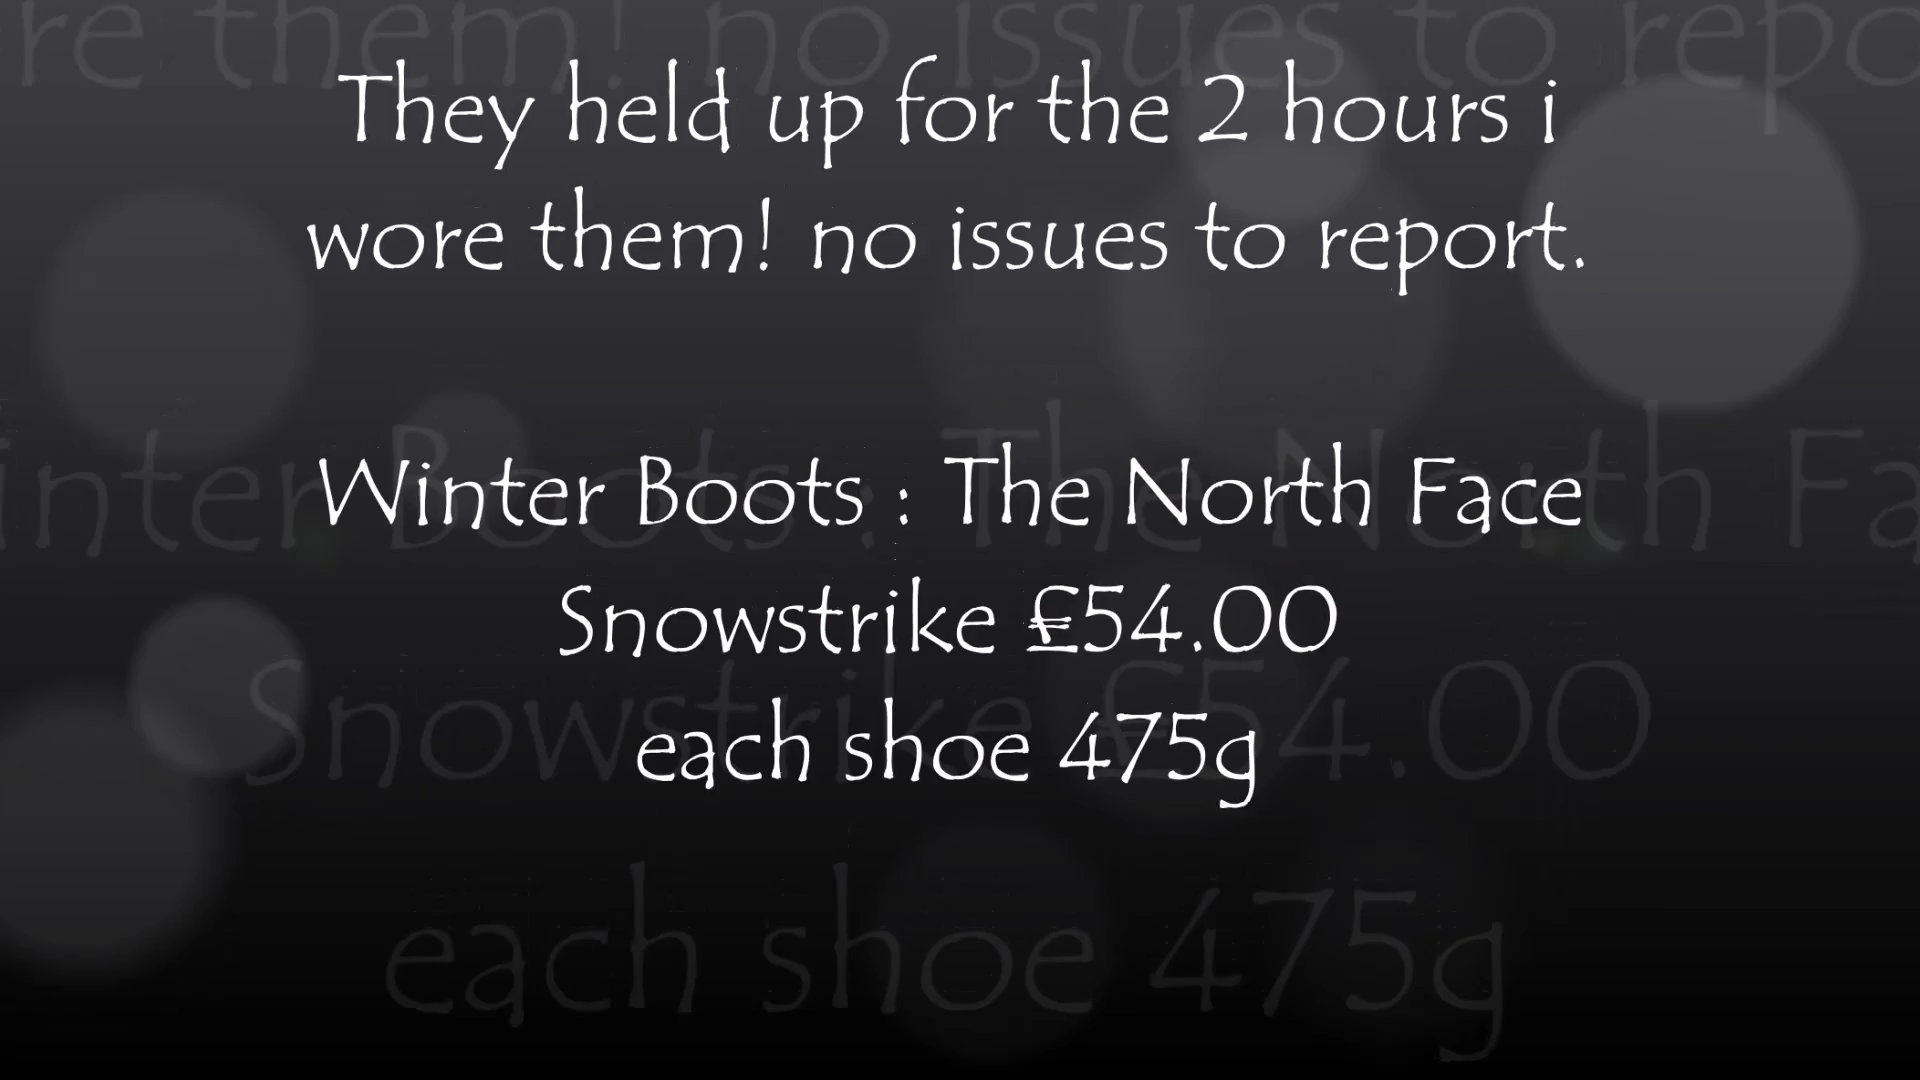 They held up for the 2 hours i
wore them! no issues to report.
Winter Boots : The North Face
Snowstrike £54.00
each shoe 475g